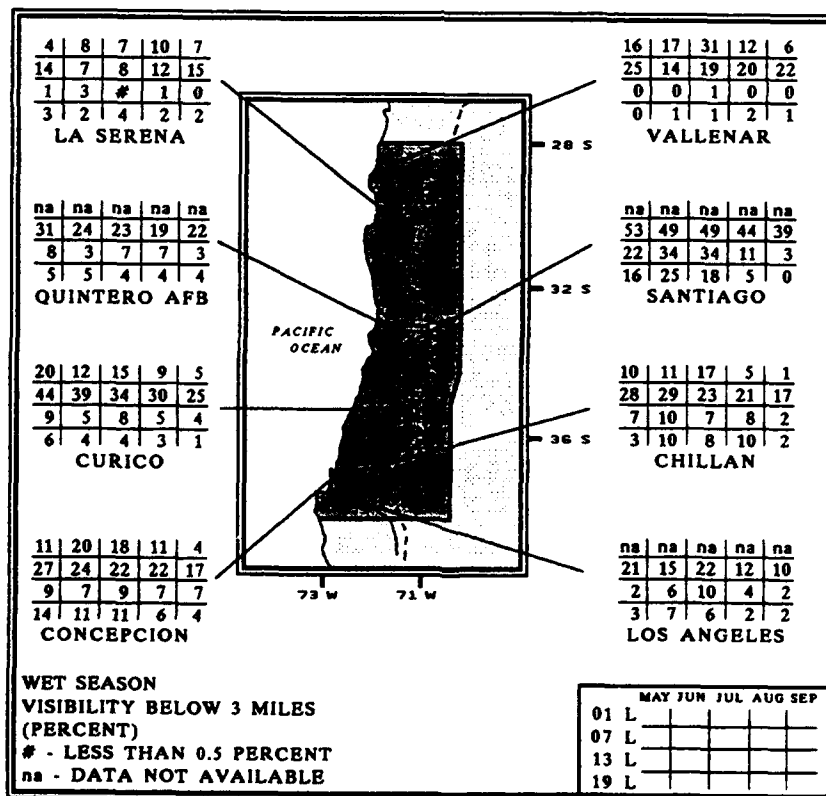 4 8 7 10 7
14 7 8 12 15
1 3 # 1 0
3 2 4 2 2
LA SERENA
16 17 31 12 6
25 14 19 20 22
0 0 1 0 0
0 1 1 2 1
VALLENAR
28 S
na na na na na
31 24 23 19 22
8 3 7 7 3
5 5 4 4 4
QUINTERO AFB
na na na na na
53 49 49 44 39
22 34 34 11 3
16 25 18 5 0
SANTIAGO
32 S
PACIFIC
OCEAN
20 12 15 9 5
44 39 34 30 25
9 5 8 5 4
6 4 4 3 1
CURICO
10 11 17 5 1
28 29 23 21 17
7 10 7 8 2
3 10 8 10 2
CHILLAN
36 S
11 20 18 11 4
27 24 22 22 17
9 7 9 7 7
14 11 11 6 4
CONCEPCION
na na na na na
21 15 22 12 10
2 6 10 4 2
3 7 6 2 2
LOS ANGELES
73 W 71 W
WET SEASON
VISIBILITY BELOW 3 MILES
(PERCENT)
# - LESS THAN 0.5 PERCENT
na - DATA NOT AVAILABLE
MAY JUN JUL AUG SEP
01 L
07 L
13 L
19 L